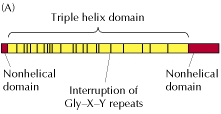 (A)
Triple helix domain
Nonhelical
domain
Interruption of
Gly–X–Y repeats
Nonhelical
domain